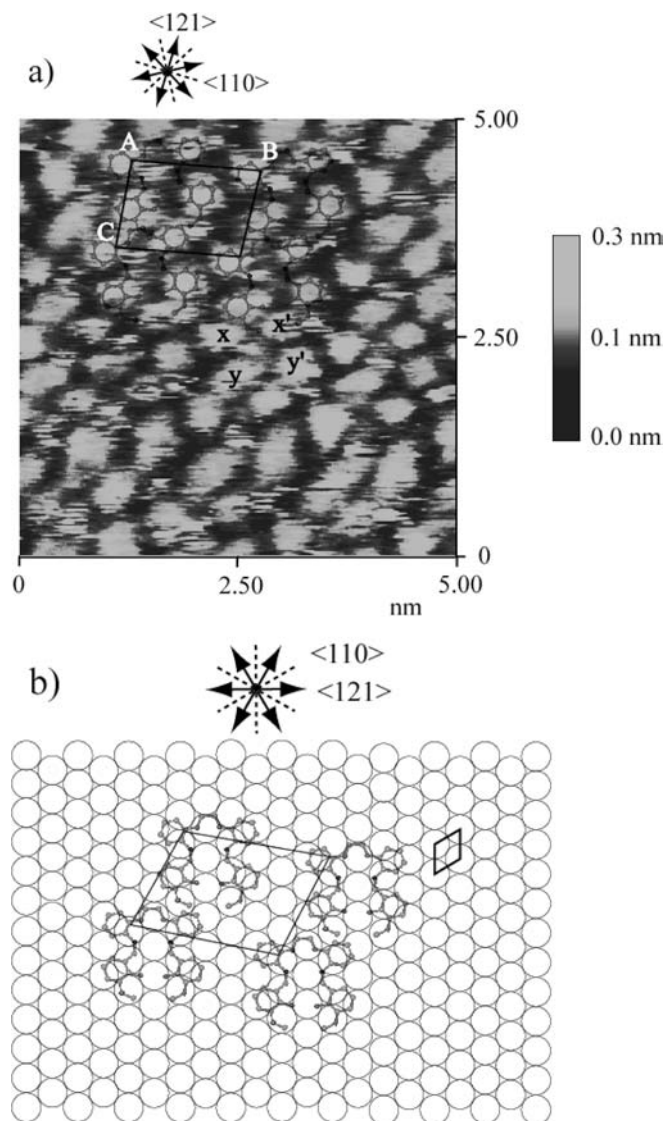 <121>
a)
<110>
A
B
C
x
x'
y
y'
5.00
2.50
0
0
2.50
5.00
nm
0.3 nm
0.1 nm
0.0 nm
b)
<110>
<121>